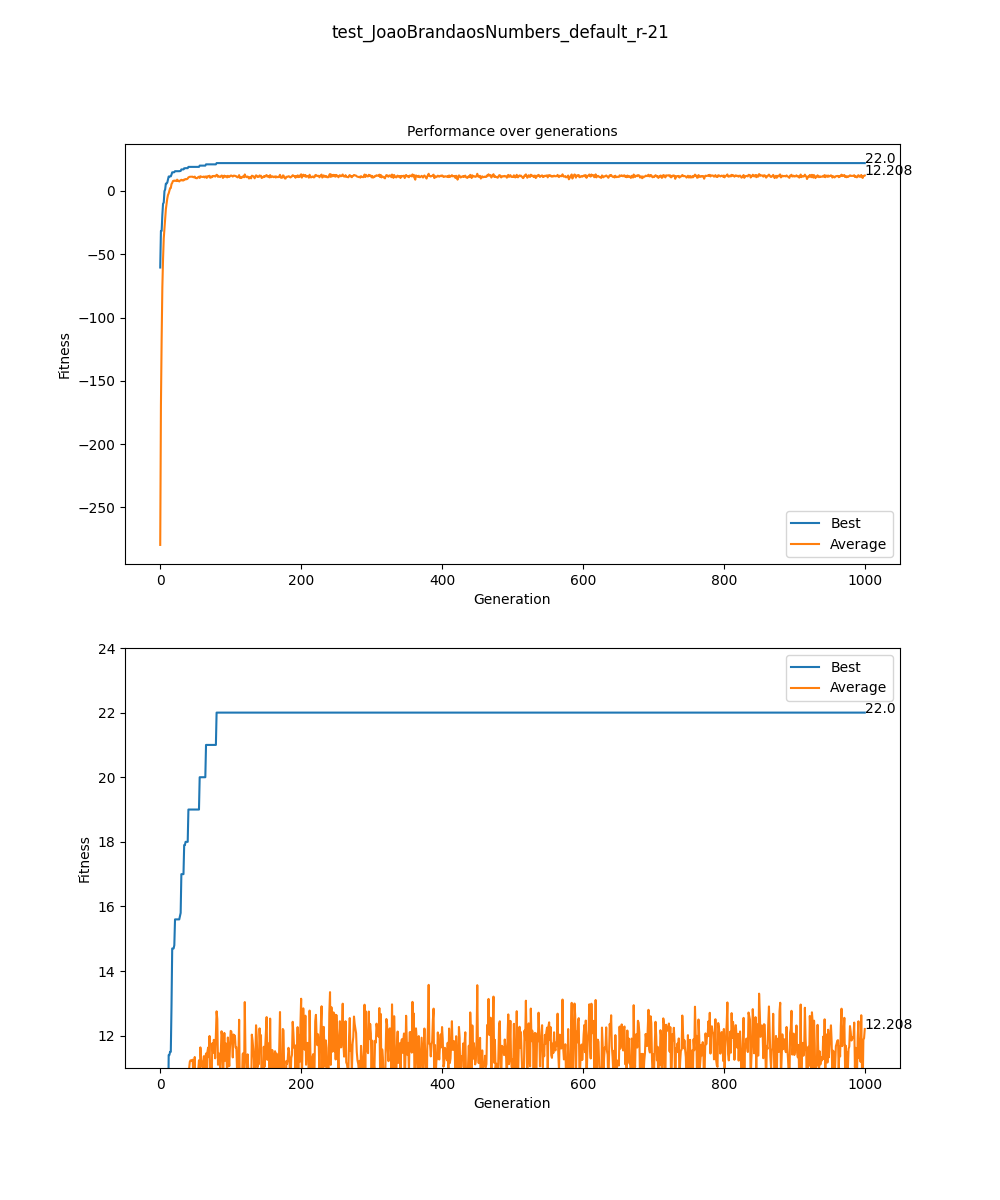 test_JoaoBrandaosNumbers_default_r-21
Performance over generations
22.0
12.208
0
−50
−100
−150
−200
−250
Fitness
Best
Average
0 200 400 600 800 1000
Generation
24
22
20
18
16
14
12
Fitness
Best
Average
22.0
12.208
0 200 400 600 800 1000
Generation